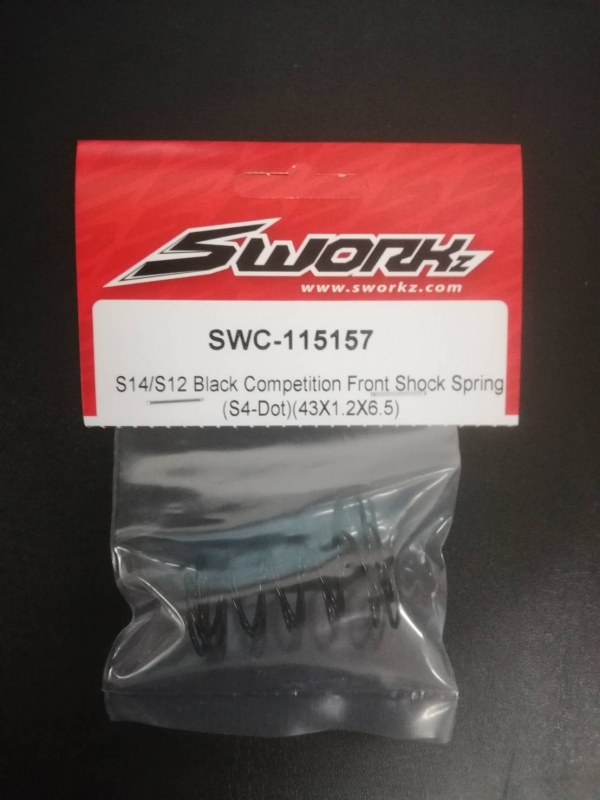 SWORKz
www.sworkz.com
SWC-115157
S14/S12 Black Competition Front Shock Spring
(S4-Dot)(43X1.2X6.5)